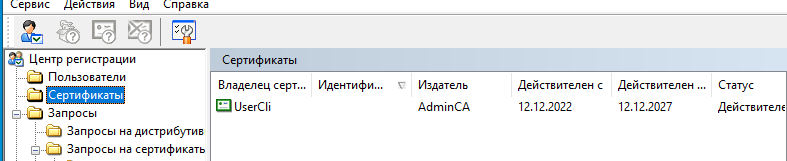 Сервис Действия Вид Справка
Центр регистрации
Пользователи
Сертификаты
Запросы
Запросы на дистрибутив
Запросы на сертификать
Сертификаты
Владелец серт... Идентифи... Издатель Действителен с Действителен ... Статус
UserCli AdminCA 12.12.2022 12.12.2027 Действителе